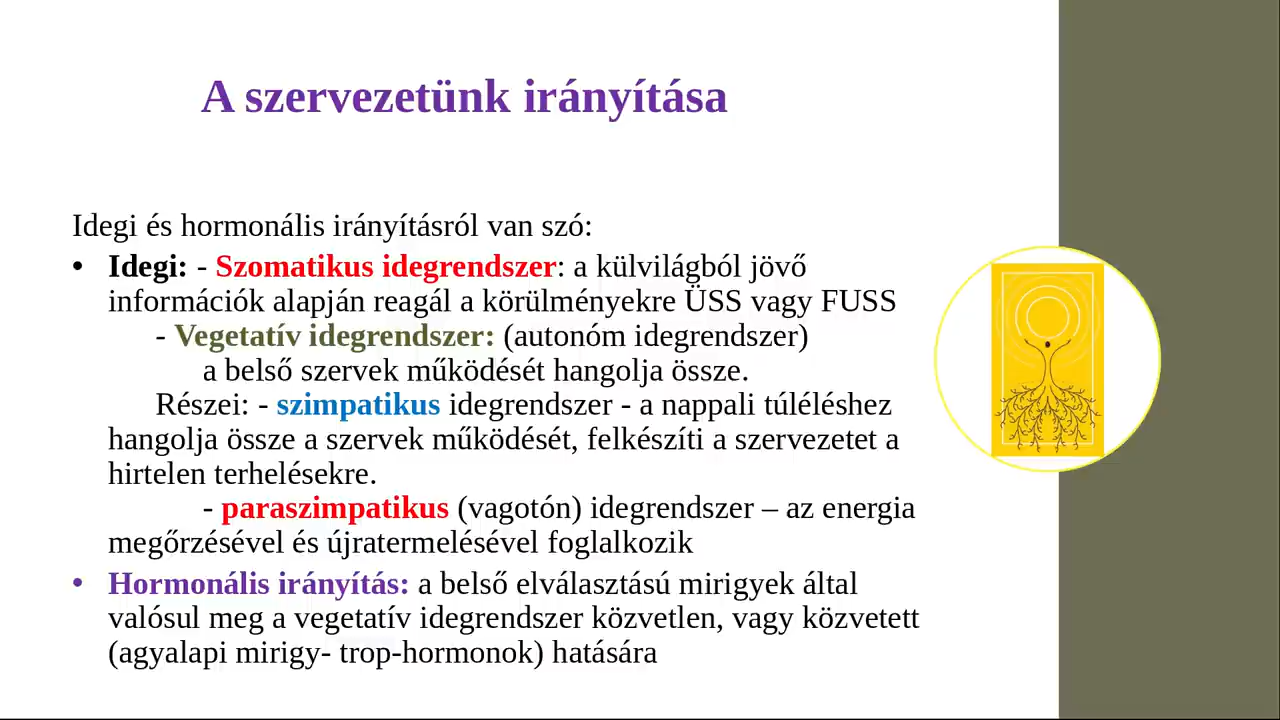 A szervezetünk irányítása
Idegi és hormonális irányításról van szó:
• Idegi: - Szomatikus idegrendszer: a külvilágból jövő
információk alapján reagál a körülményekre ÜSS vagy FUSS
- Vegetatív idegrendszer: (autonóm idegrendszer)
a belső szervek működését hangolja össze.
Részei: - szimpatikus idegrendszer - a nappali túléléshez
hangolja össze a szervek működését, felkészíti a szervezetet a
hirtelen terhelésekre.
- paraszimpatikus (vagotón) idegrendszer – az energia
megőrzésével és újratermelésével foglalkozik
• Hormonális irányítás: a belső elválasztású mirigyek által
valósul meg a vegetatív idegrendszer közvetlen, vagy közvetett
(agyalapi mirigy- trop-hormonok) hatására